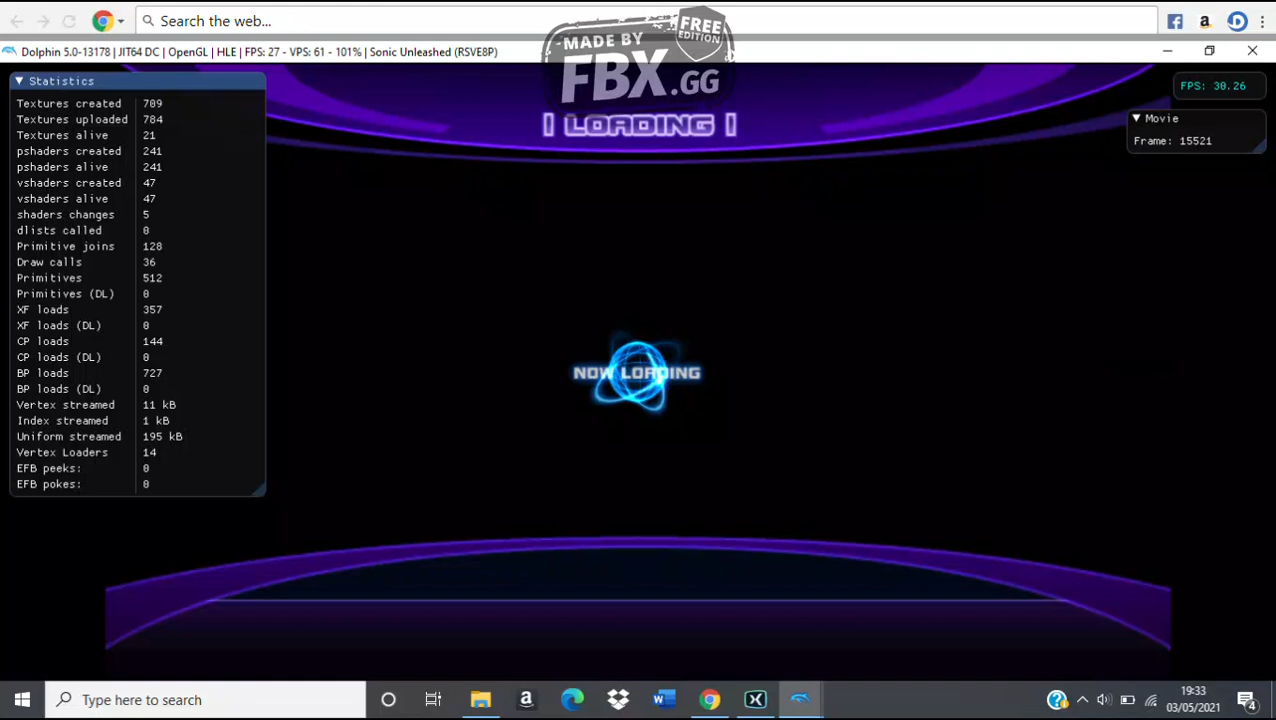 Search the web...
MADE BY
FREE
EDITION
FBX.GG
Dolphin 5.0-13178 | JIT64 DC | OpenGL | HLE | FPS: 27 - VPS: 61 - 101% | Sonic Unleashed (RSVE8P)
Statistics
Textures created 709
Textures uploaded 784
Textures alive 21
pshaders created 241
pshaders alive 241
vshaders created 47
vshaders alive 47
shaders changes 5
dlists called 0
Primitive joins 128
Draw calls 36
Primitives 512
Primitives (DL) 0
XF loads 357
XF loads (DL) 0
CP loads 144
CP loads (DL) 0
BP loads 727
BP loads (DL) 0
Vertex streamed 11 kB
Index streamed 1 kB
Uniform streamed 195 kB
Vertex Loaders 14
EFB peeks: 0
EFB pokes: 0
FPS: 30.26
Movie
Frame: 15521
LOADING
NOW LOADING
Type here to search
19:33
03/05/2021
4